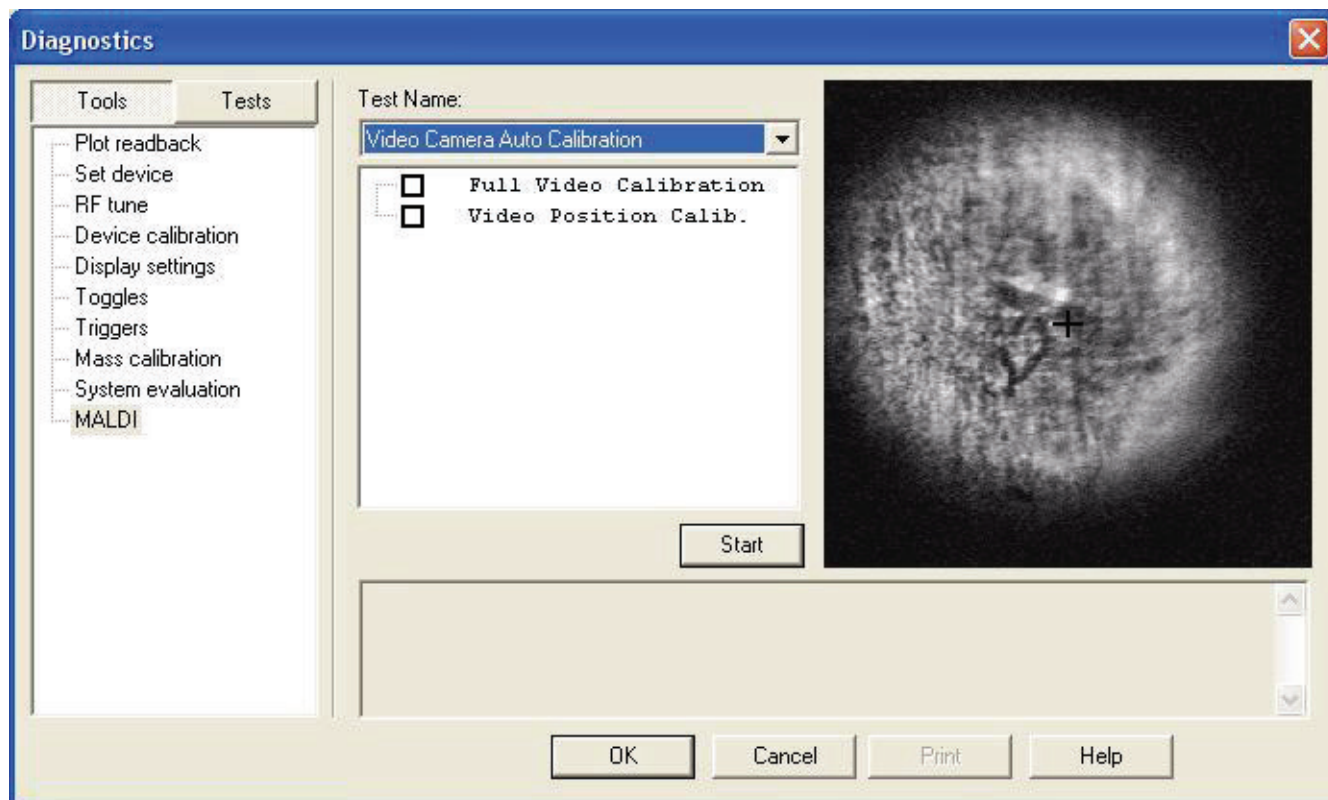 Diagnostics
Tools Tests
Plot readback
Set device
RF tune
Device calibration
Display settings
Toggles
Triggers
Mass calibration
System evaluation
MALDI
Test Name:
Video Camera Auto Calibration
Full Video Calibration
Video Position Calib.
Start
OK Cancel Print Help